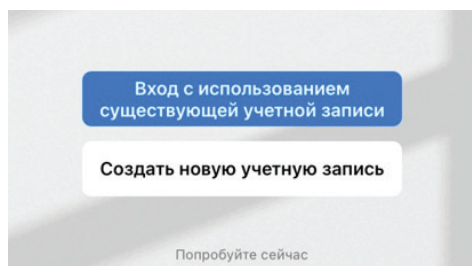 Вход с использованием
существующей учетной записи
Создать новую учетную запись
Попробуйте сейчас